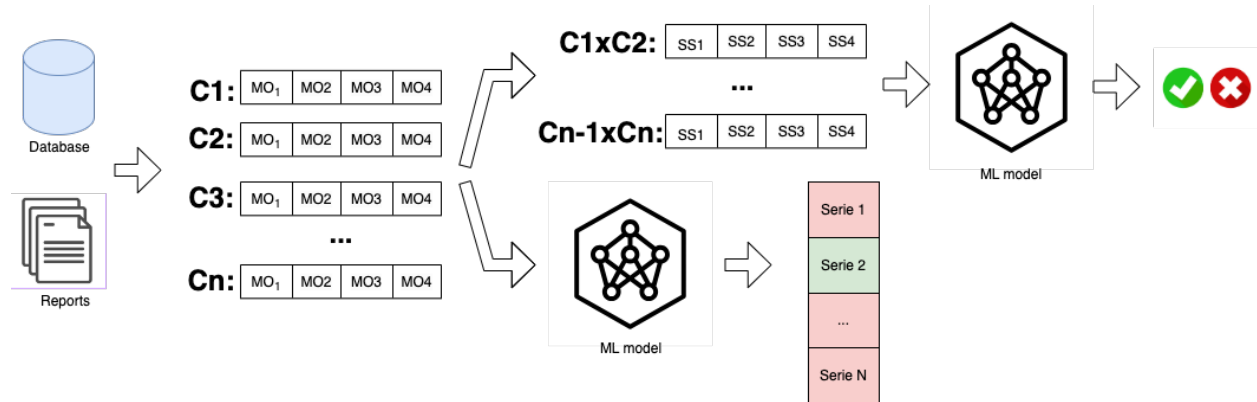 Database
Reports
C1: MO₁ MO2 MO3 MO4
C2: MO₁ MO2 MO3 MO4
C3: MO₁ MO2 MO3 MO4
...
Cn: MO₁ MO2 MO3 MO4
C1xC2: SS1 SS2 SS3 SS4
...
Cn-1xCn: SS1 SS2 SS3 SS4
ML model
ML model
Serie 1
Serie 2
...
Serie N